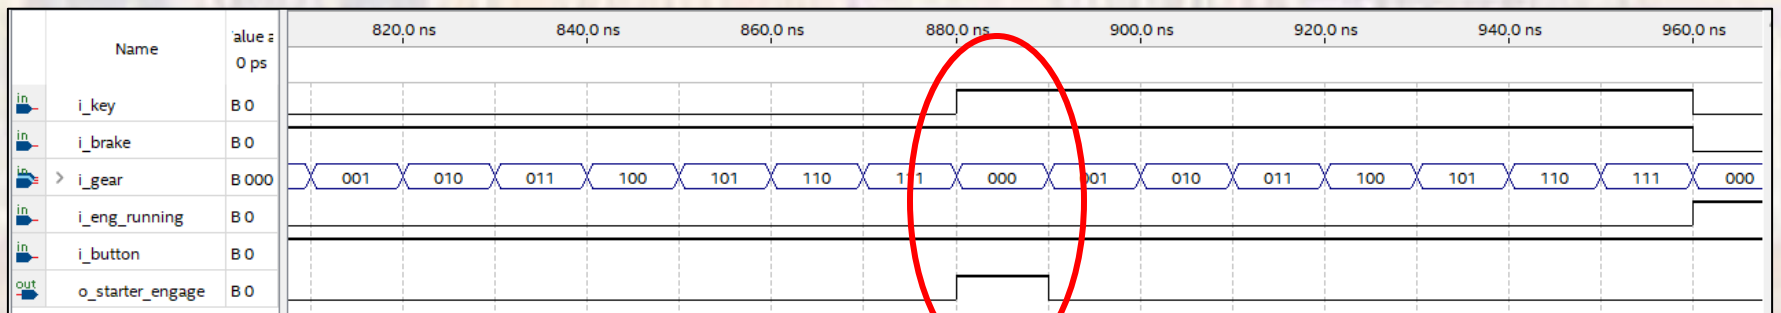 Name
alue a
0 ps
820.0 ns 840.0 ns 860.0 ns 880.0 ns 900.0 ns 920.0 ns 940.0 ns 960.0 ns
in i_key B 0
in i_brake B 0
in > i_gear B 000 001 010 011 100 101 110 111 000 001 010 011 100 101 110 111 000
in i_eng_running B 0
in i_button B 0
out o_starter_engage B 0